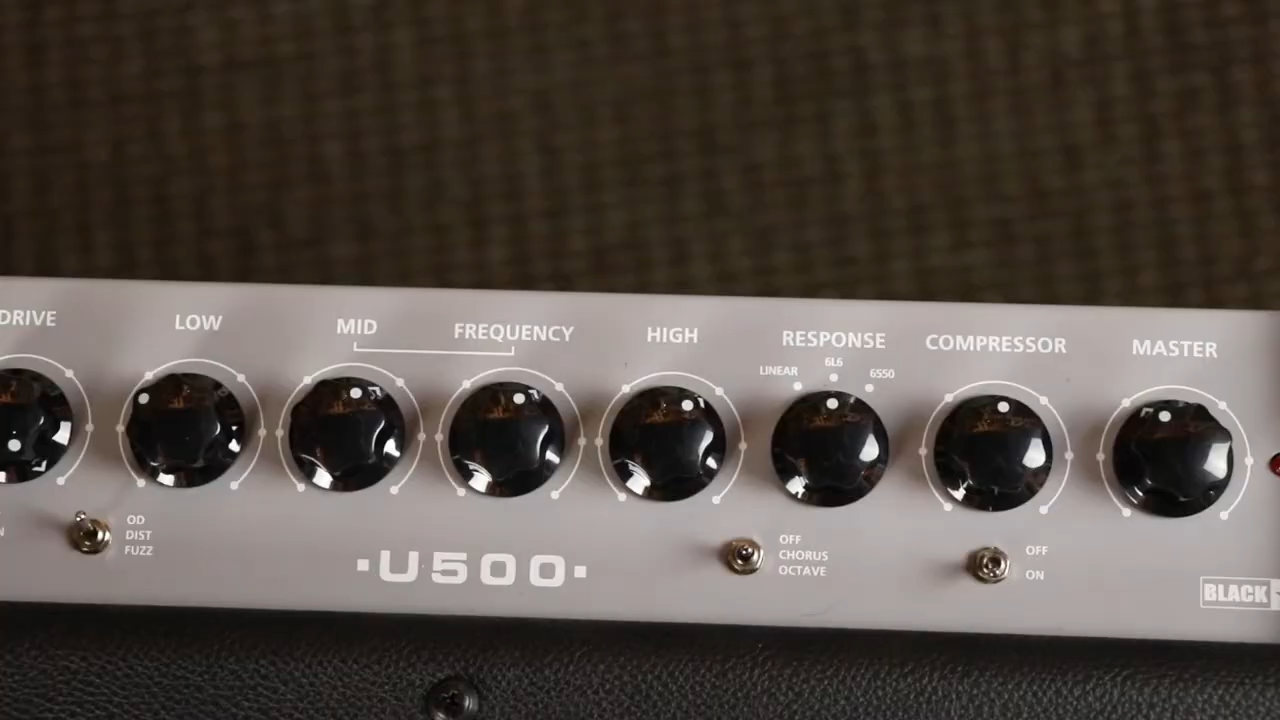 DRIVE
LOW
MID
FREQUENCY
HIGH
RESPONSE
LINEAR
6L6
6550
COMPRESSOR
MASTER
OD
DIST
FUZZ
·U500·
OFF
CHORUS
OCTAVE
OFF
ON
BLACK